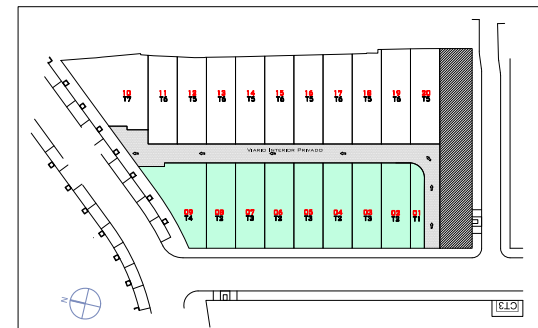 10 11 12 13 14 15 16 17 18 19 20
T7 T6 T5 T6 T5 T6 T5 T6 T5 T6 T5
VIARIO INTERIOR PRIVADO
09 08 07 06 05 04 03 02 01
T4 T2 T3 T2 T3 T2 T3 T2 T1
N
CT3